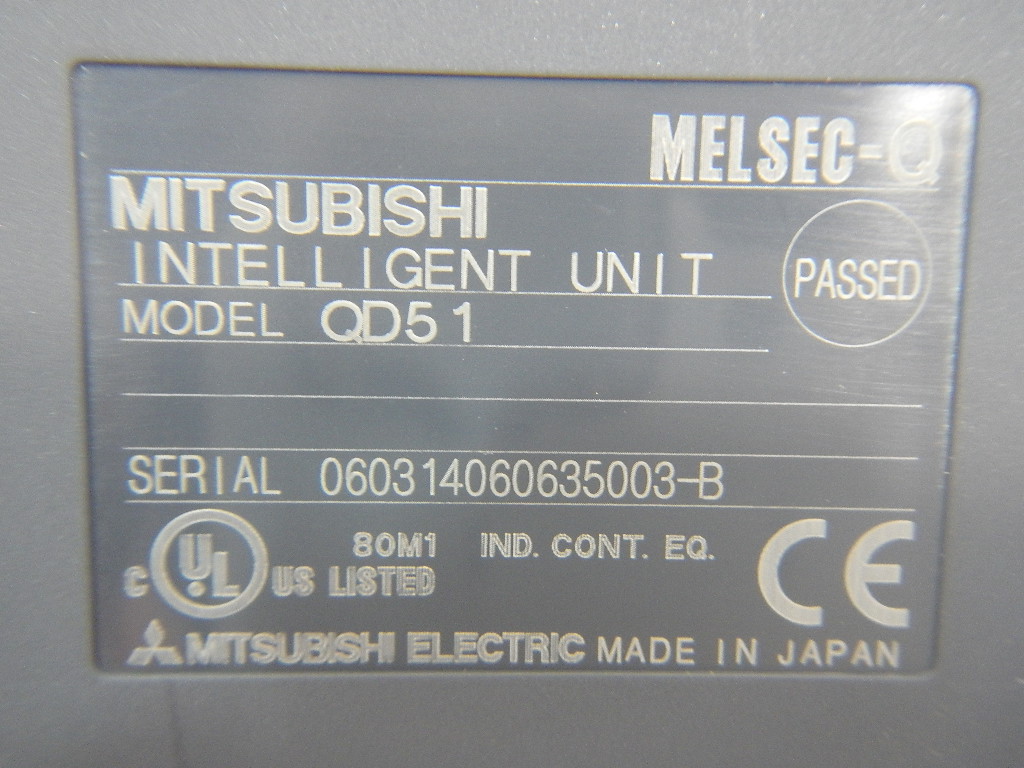 MELSEC-Q
MITSUBISHI
INTELLIGENT UNIT
PASSED
MODEL QD51
SERIAL 060314060635003-B
C UL US LISTED
80M1 IND. CONT. EQ.
CE
MITSUBISHI ELECTRIC MADE IN JAPAN